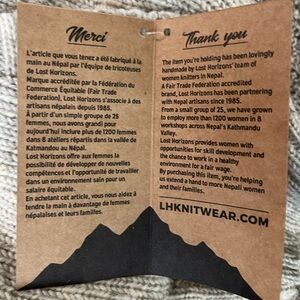 Merci
L'article que vous tenez a été fabriqué à la
main au Népal par l'équipe de tricoteuses
de Lost Horizons.
Marque accréditée par la Fédération du
Commerce Équitable (Fair Trade
Federation), Lost Horizons s'associe à des
artisans népalais depuis 1985.
À partir d'un simple groupe de 25
femmes, nous avons grandi pour
aujourd'hui inclure plus de 1200 femmes
dans 8 ateliers répartis dans la vallée de
Katmandou au Népal.
Lost Horizons offre aux femmes la
possibilité de développer de nouvelles
compétences et l'opportunité de travailler
dans un environnement sain pour un
salaire équitable.
En achetant cet article, vous nous aidez à
tendre la main à davantage de femmes
népalaises et leurs familles.
Thank you
The item you're holding has been lovingly
handmade by Lost Horizons' team of
women knitters in Nepal.
A Fair Trade Federation accredited
brand, Lost Horizons has been partnering
with Nepal artisans since 1985.
From a small group of 25, we have grown
to employ more than 1200 women in 8
workshops across Nepal's Kathmandu
Valley.
Lost Horizons provides women with
opportunities for skill development and
the chance to work in a healthy
environment for a fair wage.
By purchasing this item, you're helping
us extend a hand to more Nepali women
and their families.
LHKNITWEAR.COM